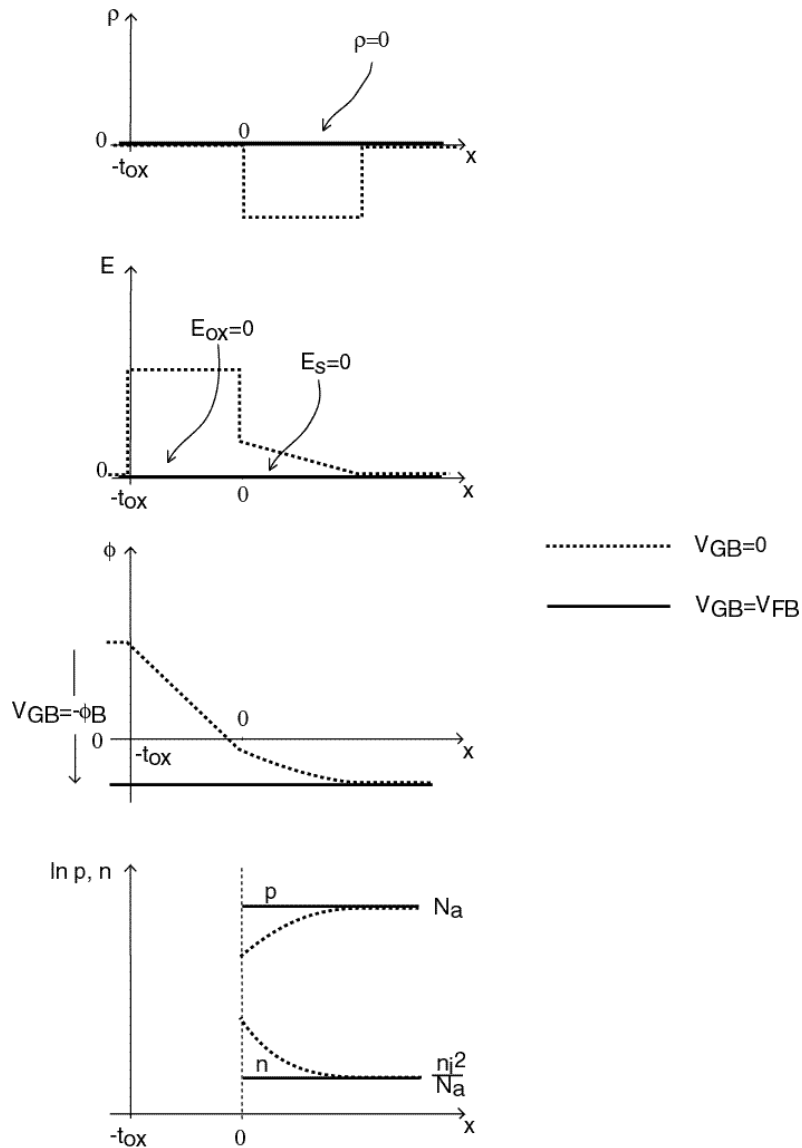 ρ
ρ=0
0
0
-tox
x
E
Eox=0
Es=0
0
-tox
0
x
ϕ
VGB=0
VGB=VFB
VGB=-ϕB
0
0
-tox
x
ln p, n
p
Na
n
ni²
Na
-tox
0
x